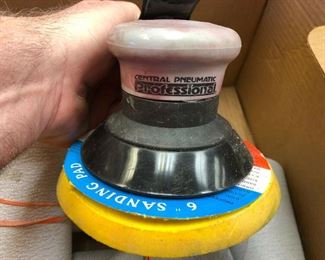 CENTRAL PNEUMATIC
Professional
6" SANDING PAD